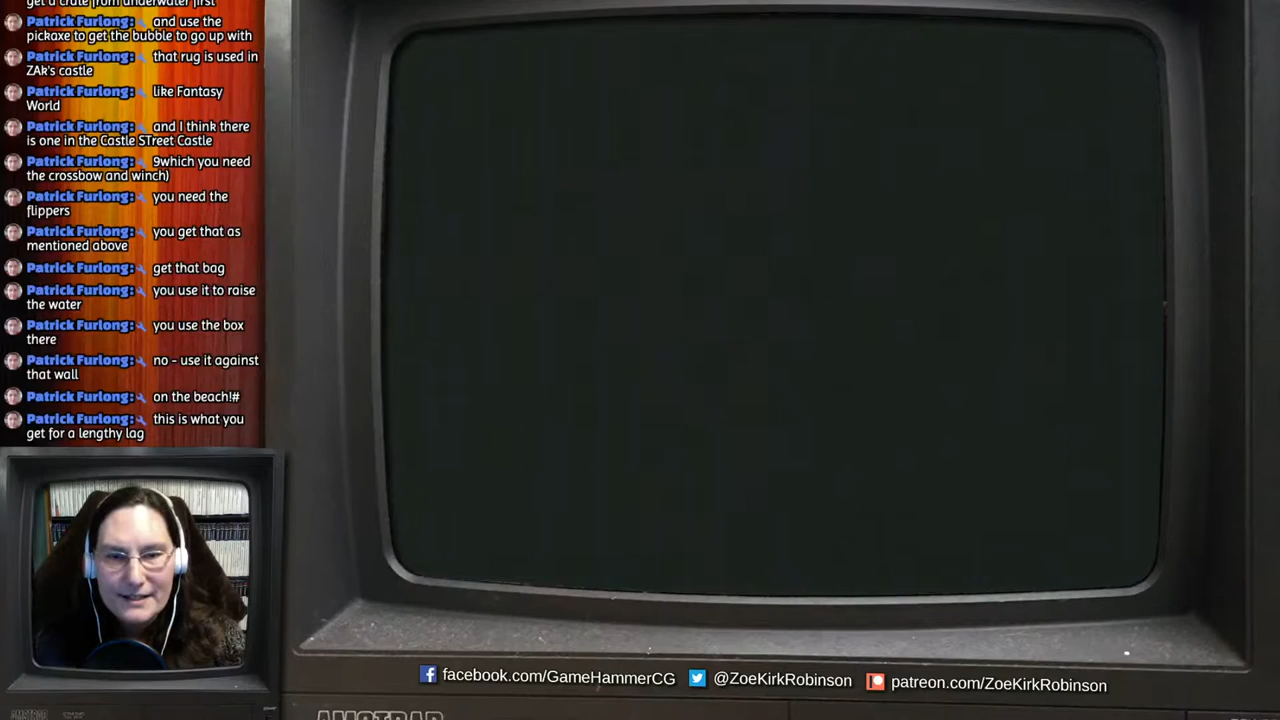 get a crate from underwater first
Patrick Furlong: and use the
pickaxe to get the bubble to go up with
Patrick Furlong: that rug is used in
ZAk's castle
Patrick Furlong: like Fantasy
World
Patrick Furlong: and I think there
is one in the Castle STreet Castle
Patrick Furlong: 9which you need
the crossbow and winch)
Patrick Furlong: you need the
flippers
Patrick Furlong: you get that as
mentioned above
Patrick Furlong: get that bag
Patrick Furlong: you use it to raise
the water
Patrick Furlong: you use the box
there
Patrick Furlong: no - use it against
that wall
Patrick Furlong: on the beach!#
Patrick Furlong: this is what you
get for a lengthy lag
facebook.com/GameHammerCG @ZoeKirkRobinson patreon.com/ZoeKirkRobinson
AMSTRAD